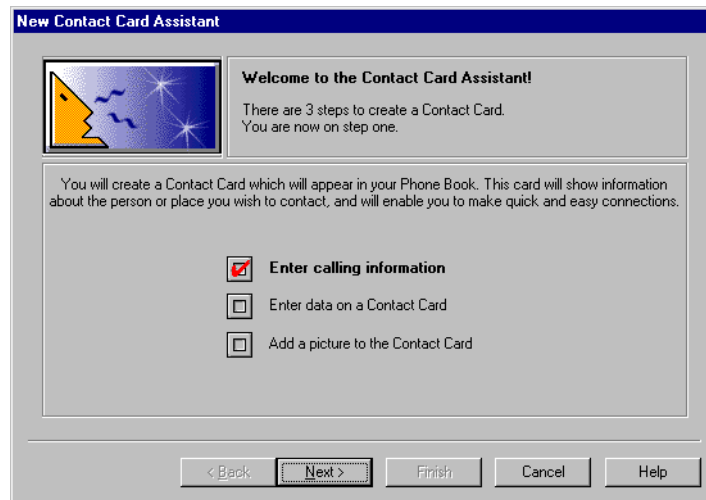 New Contact Card Assistant
Welcome to the Contact Card Assistant!
There are 3 steps to create a Contact Card.
You are now on step one.
You will create a Contact Card which will appear in your Phone Book. This card will show information
about the person or place you wish to contact, and will enable you to make quick and easy connections.
Enter calling information
Enter data on a Contact Card
Add a picture to the Contact Card
< Back Next > Finish Cancel Help